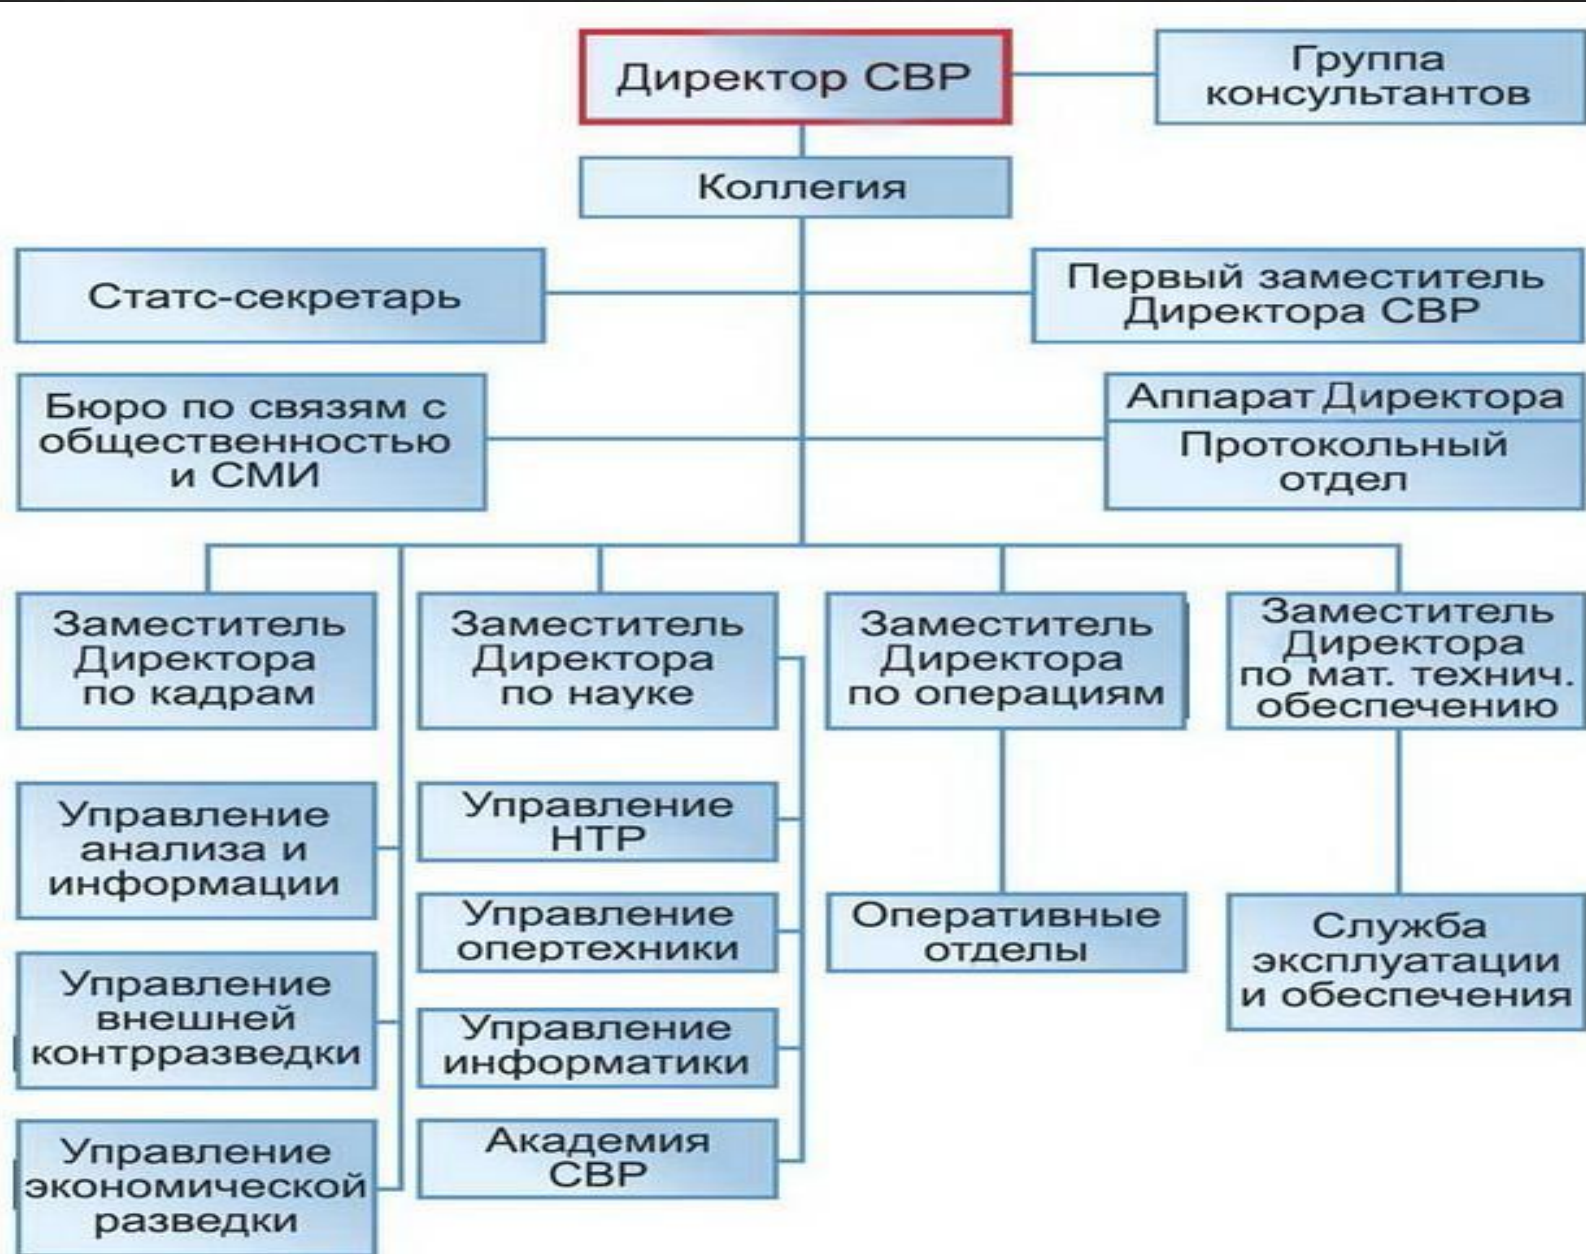 Директор СВР
Группа
консультантов
Коллегия
Статс-секретарь
Первый заместитель
Директора СВР
Бюро по связям с
общественностью
и СМИ
Аппарат Директора
Протокольный
отдел
Заместитель
Директора
по кадрам
Заместитель
Директора
по науке
Заместитель
Директора
по операциям
Заместитель
Директора
по мат. технич.
обеспечению
Управление
анализа и
информации
Управление
внешней
контрразведки
Управление
экономической
разведки
Управление
НТР
Управление
опертехники
Управление
информатики
Академия
СВР
Оперативные
отделы
Служба
эксплуатации
и обеспечения